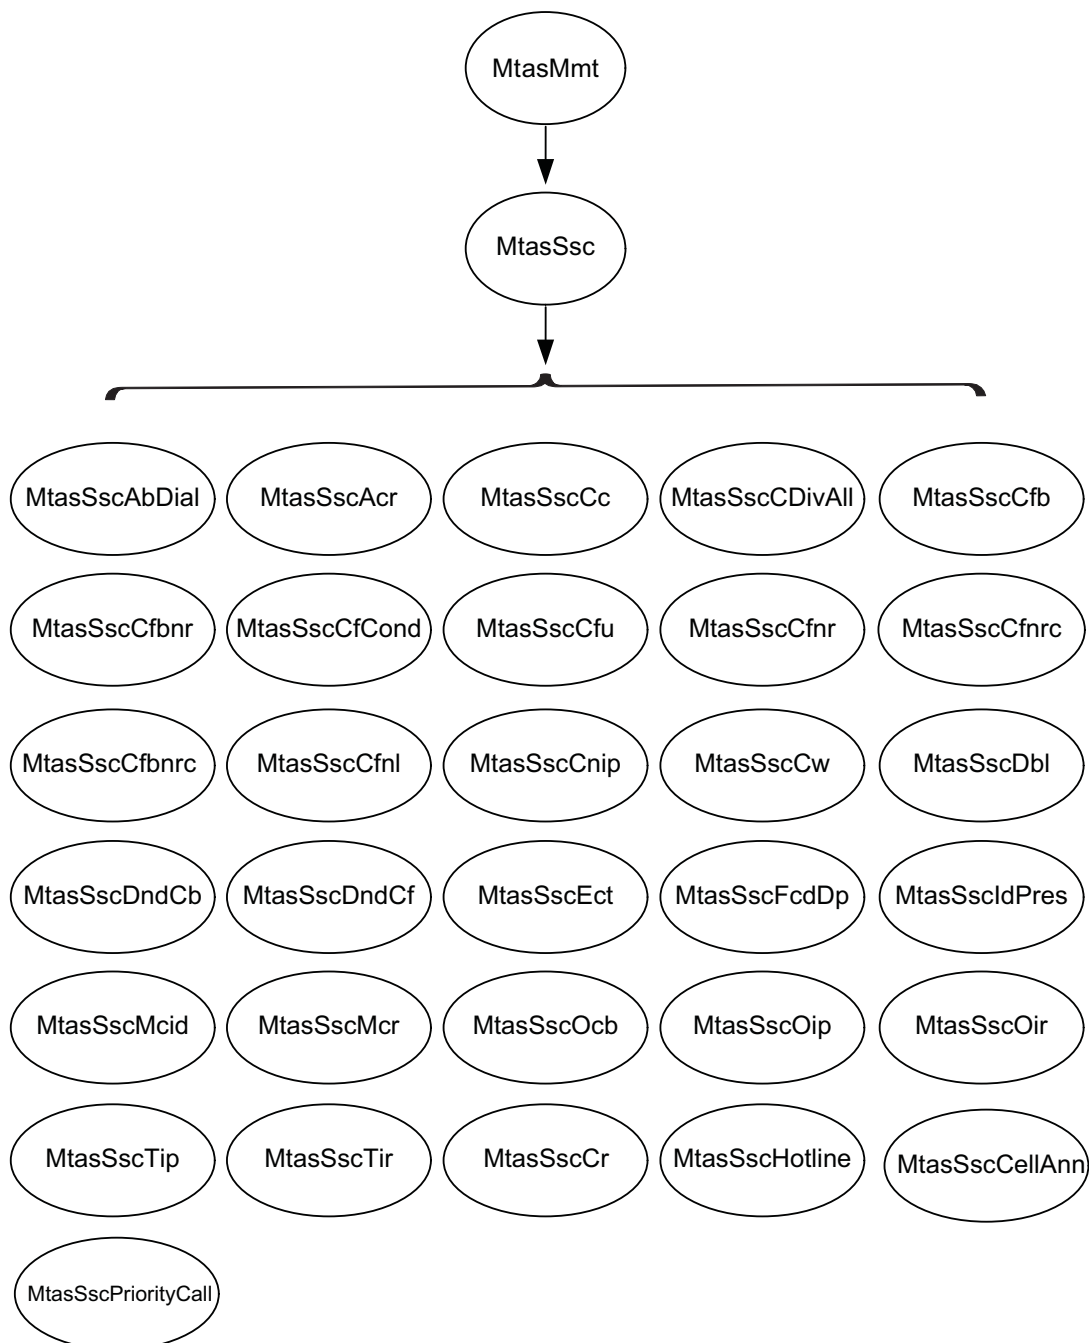 MtasMmt
MtasSsc
MtasSscAbDial MtasSscAcr MtasSscCc MtasSscCDivAll MtasSscCfb
MtasSscCfbnr MtasSscCfCond MtasSscCfu MtasSscCfnr MtasSscCfnrc
MtasSscCfbnrc MtasSscCfnl MtasSscCnip MtasSscCw MtasSscDbl
MtasSscDndCb MtasSscDndCf MtasSscEct MtasSscFcdDp MtasSscIdPres
MtasSscMcid MtasSscMcr MtasSscOcb MtasSscOip MtasSscOir
MtasSscTip MtasSscTir MtasSscCr MtasSscHotline MtasSscCellAnn
MtasSscPriorityCall